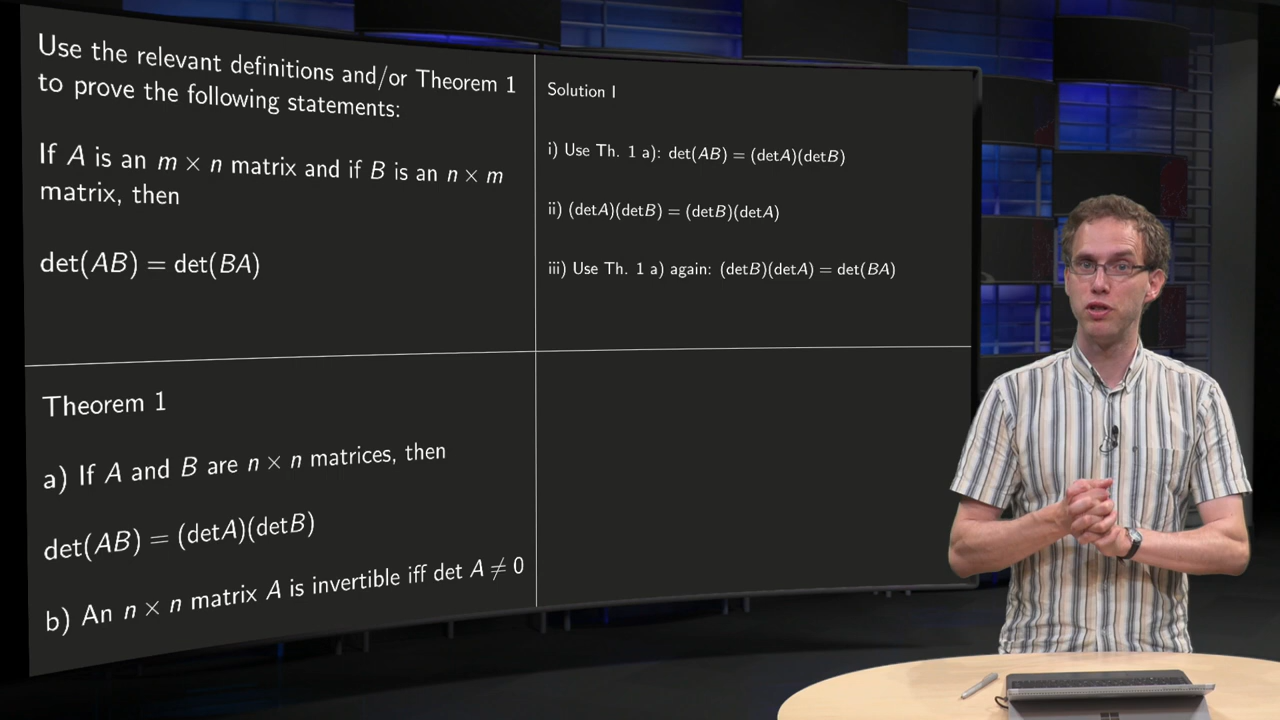 Use the relevant definitions and/or Theorem 1
to prove the following statements:
If A is an m × n matrix and if B is an n × m
matrix, then
det(AB) = det(BA)
Theorem 1
a) If A and B are n × n matrices, then
det(AB) = (detA)(detB)
b) An n × n matrix A is invertible iff det A ≠ 0
Solution I
i) Use Th. 1 a): det(AB) = (detA)(detB)
ii) (detA)(detB) = (detB)(detA)
iii) Use Th. 1 a) again: (detB)(detA) = det(BA)